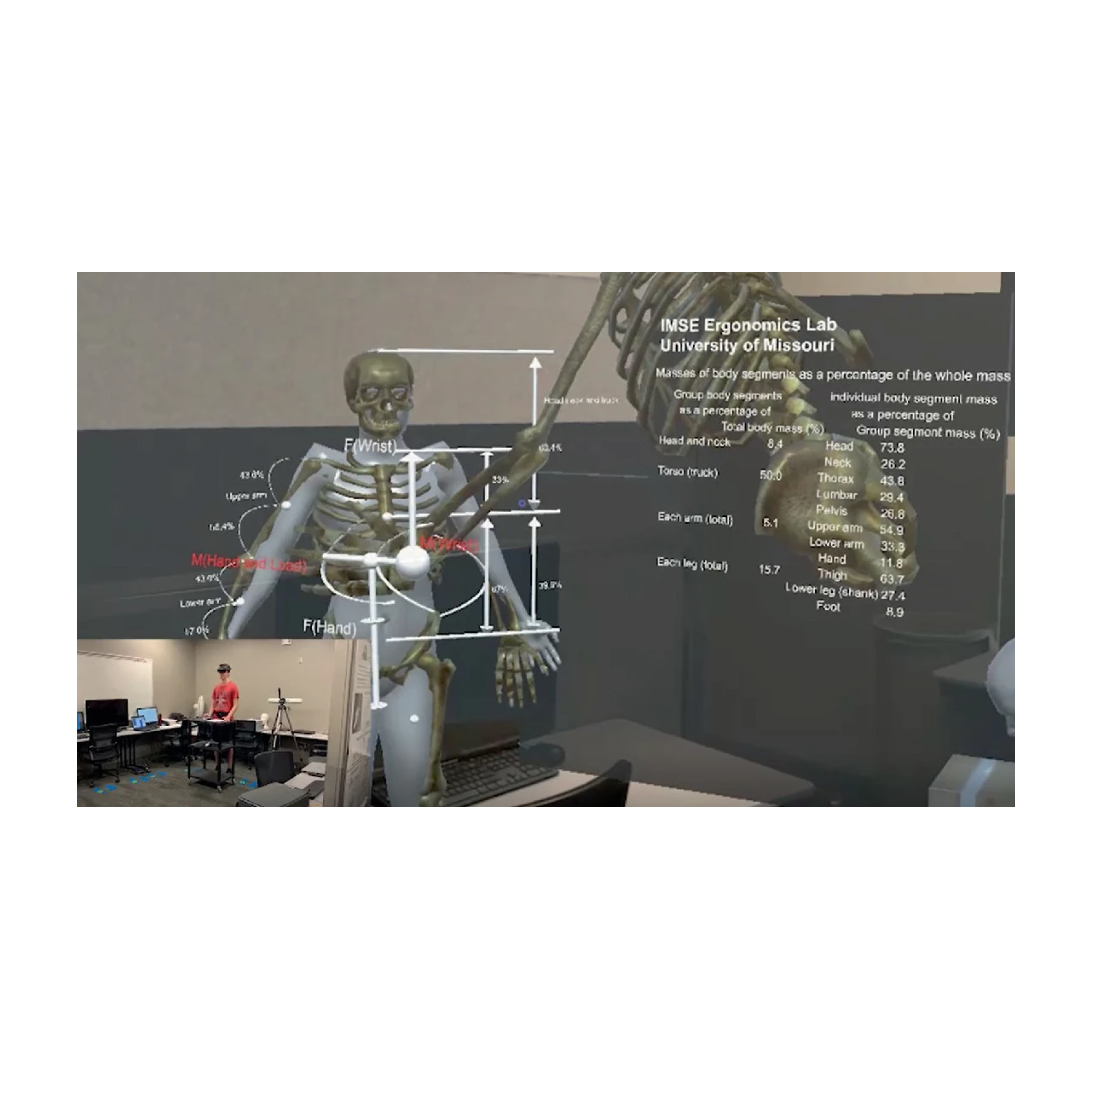 IMSE Ergonomics Lab
University of Missouri
Masses of body segments as a percentage of the whole mass
Group body segments
as a percentage of
Total body mass (%)
individual body segment mass
as a percentage of
Group segmont mass (%)
Head and neck 8.4
Torso (truck) 50.0
Each arm (total) 5.1
Each leg (total) 15.7
Head 73.8
Neck 26.2
Thorax 43.8
Lumbar 29.4
Pelvis 26.8
Upper arm 54.9
Lower arm 33.3
Hand 11.8
Thigh 63.7
Lower leg (shank) 27.4
Foot 8.9
F(Wrist)
Upper arm
M(Hand and Load)
Lower arm
F(Hand)
33%
67%